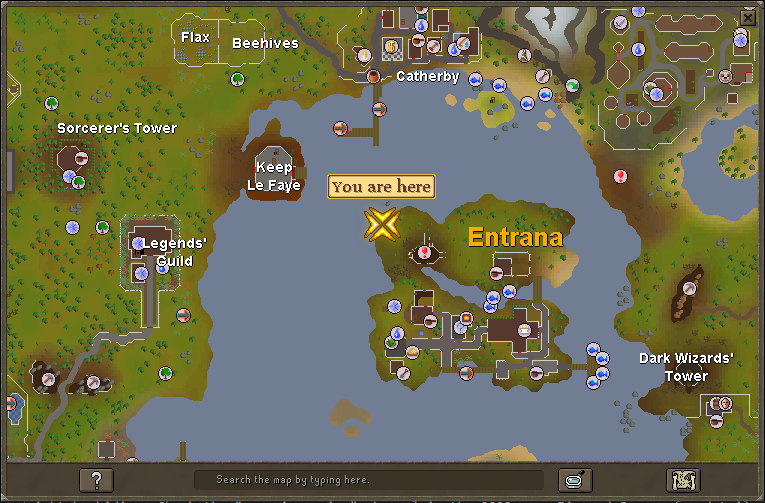 Flax
Beehives
Catherby
Sorcerer's Tower
Keep
Le Faye
You are here
Entrana
Legends'
Guild
Dark Wizards'
Tower
?
Search the map by typing here.